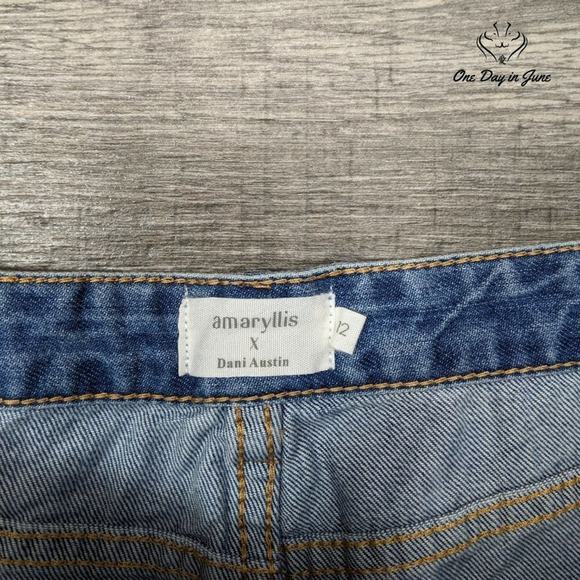 One Day in June
amaryllis
X
Dani Austin
12